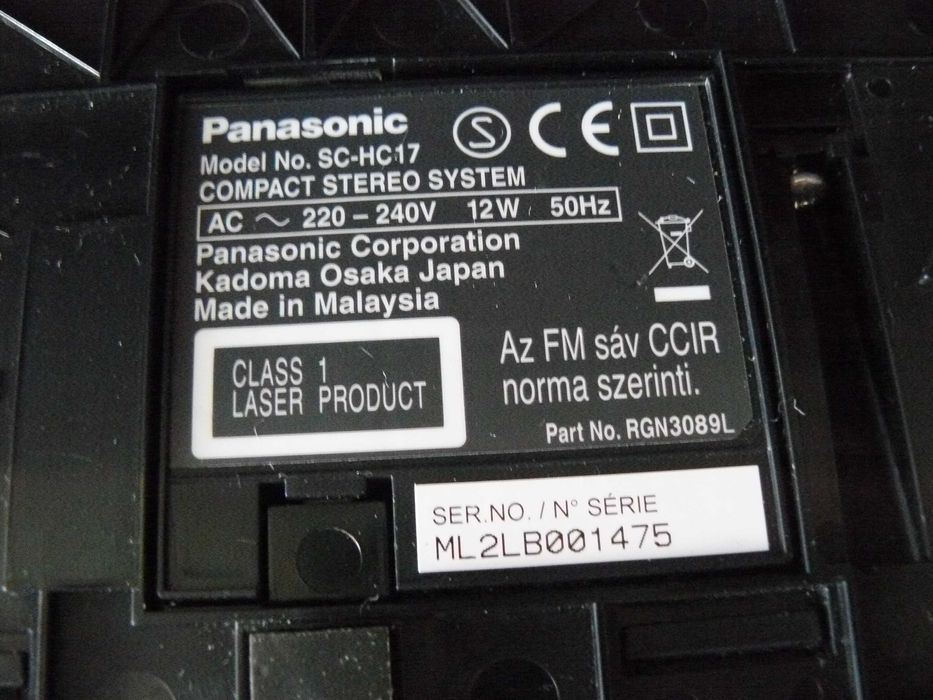 Panasonic
Model No. SC-HC17
COMPACT STEREO SYSTEM
S
CE
AC ~ 220 – 240V 12W 50Hz
Panasonic Corporation
Kadoma Osaka Japan
Made in Malaysia
CLASS 1
LASER PRODUCT
Az FM sáv CCIR
norma szerinti.
Part No. RGN3089L
SER.NO. / N° SÉRIE
ML2LB001475